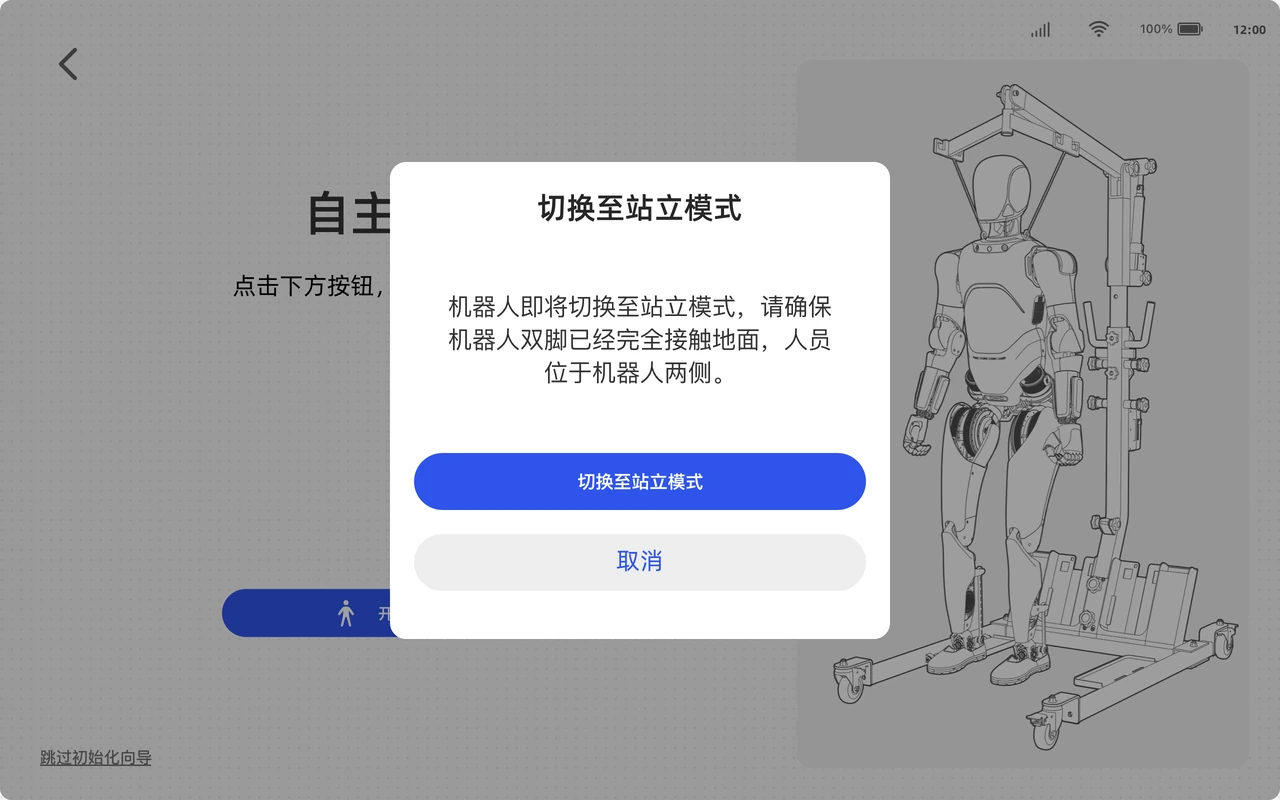 100%
12:00
自主
点击下方按钮,
切换至站立模式
机器人即将切换至站立模式，请确保
机器人双脚已经完全接触地面，人员
位于机器人两侧。
切换至站立模式
取消
开
跳过初始化向导